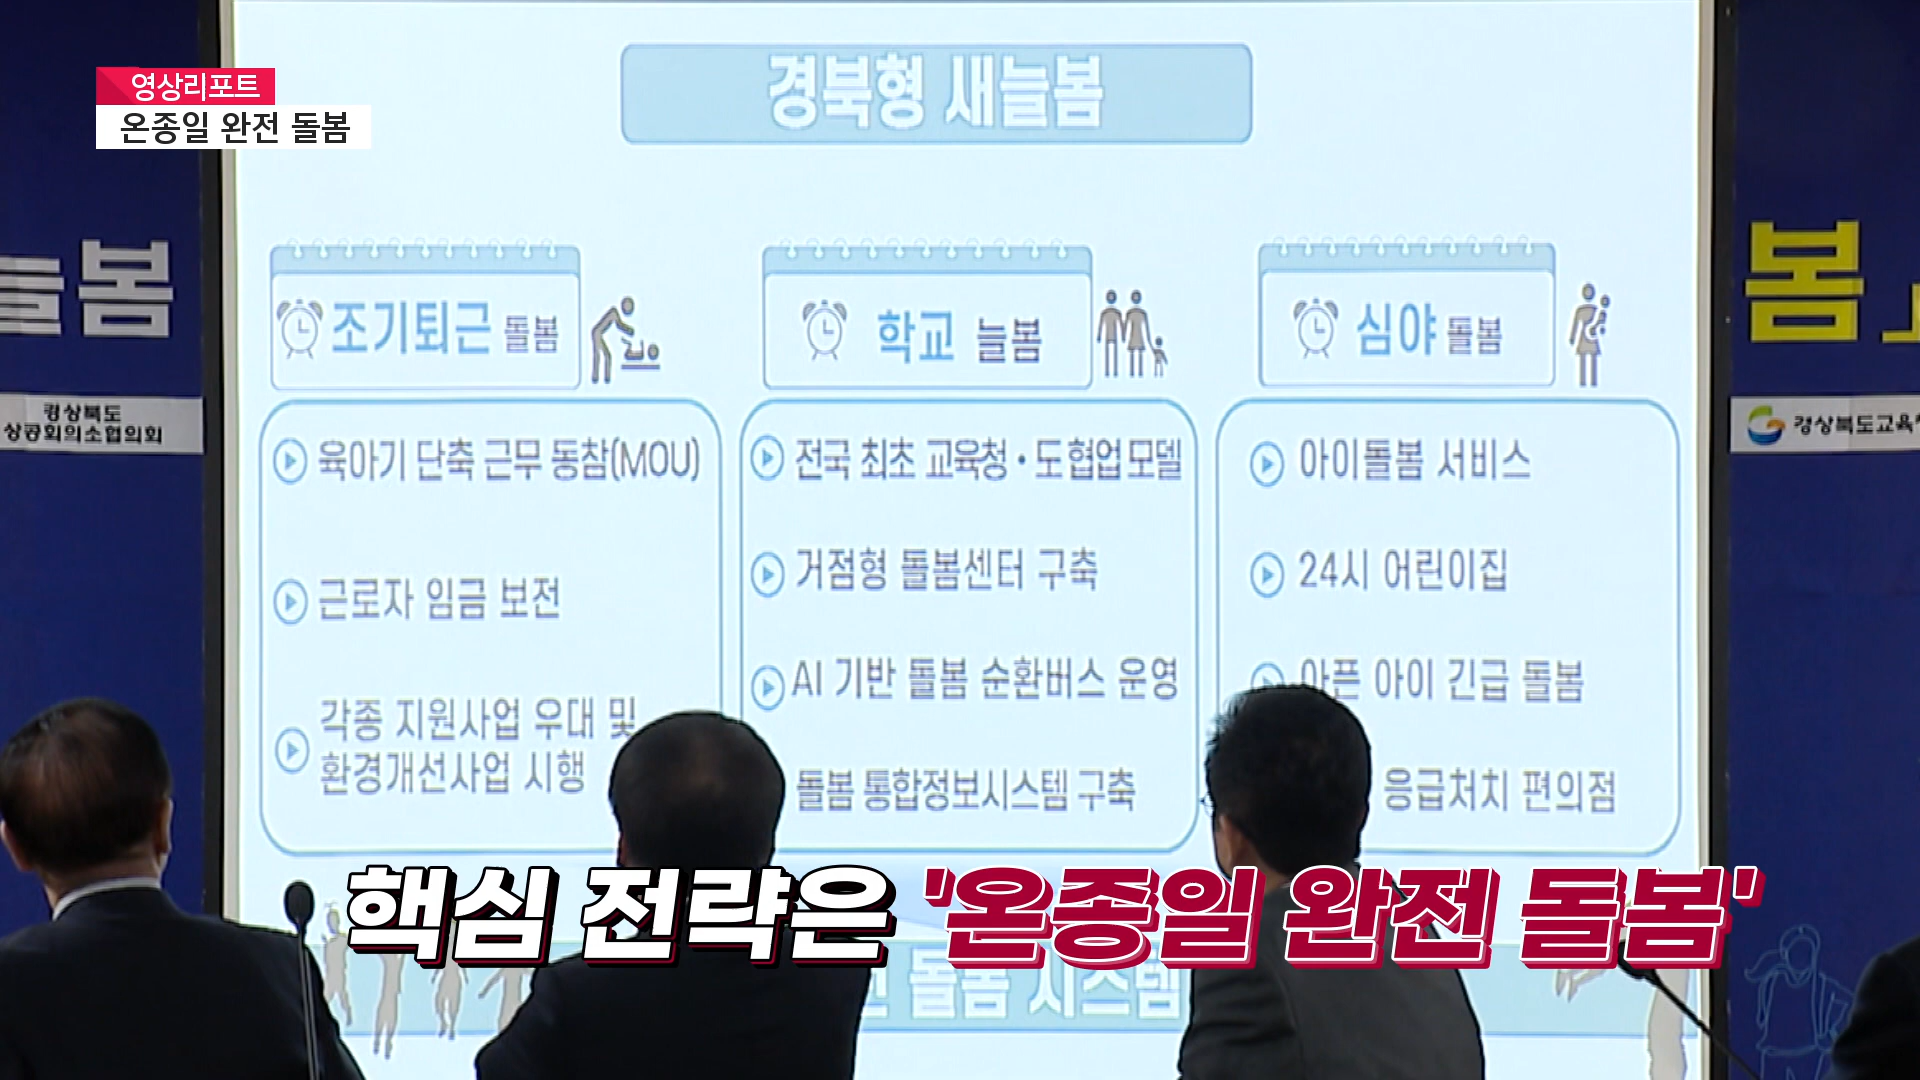 영상리포트
온종일 완전 돌봄
경북형 새늘봄
늘봄
봄
경상북도
상공회의소협의회
경상북도교육청
조기퇴근 돌봄
육아기 단축 근무 동참(MOU)
근로자 임금 보전
각종 지원사업 우대 및
환경개선사업 시행
학교 늘봄
전국 최초 교육청·도 협업 모델
거점형 돌봄센터 구축
AI 기반 돌봄 순환버스 운영
돌봄 통합정보시스템 구축
심야 돌봄
아이돌봄 서비스
24시 어린이집
아픈 아이 긴급 돌봄
응급처치 편의점
핵심 전략은 '온종일 완전 돌봄'
돌봄 시스템